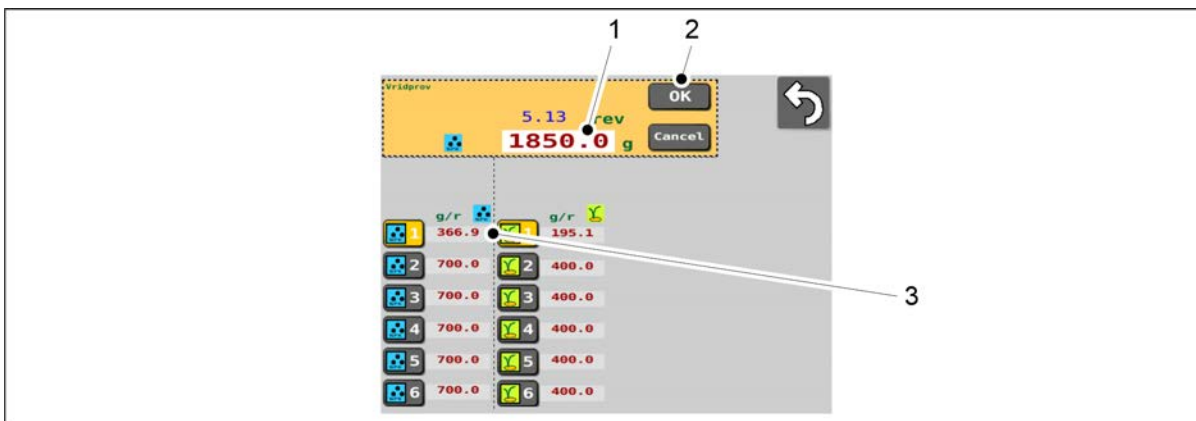 1 2
Vridprov
OK
5.13 rev
1850.0 g
Cancel
g/r g/r
1 366.9 1 195.1
3
2 700.0 2 400.0
3 700.0 3 400.0
4 700.0 4 400.0
5 700.0 5 400.0
6 700.0 6 400.0